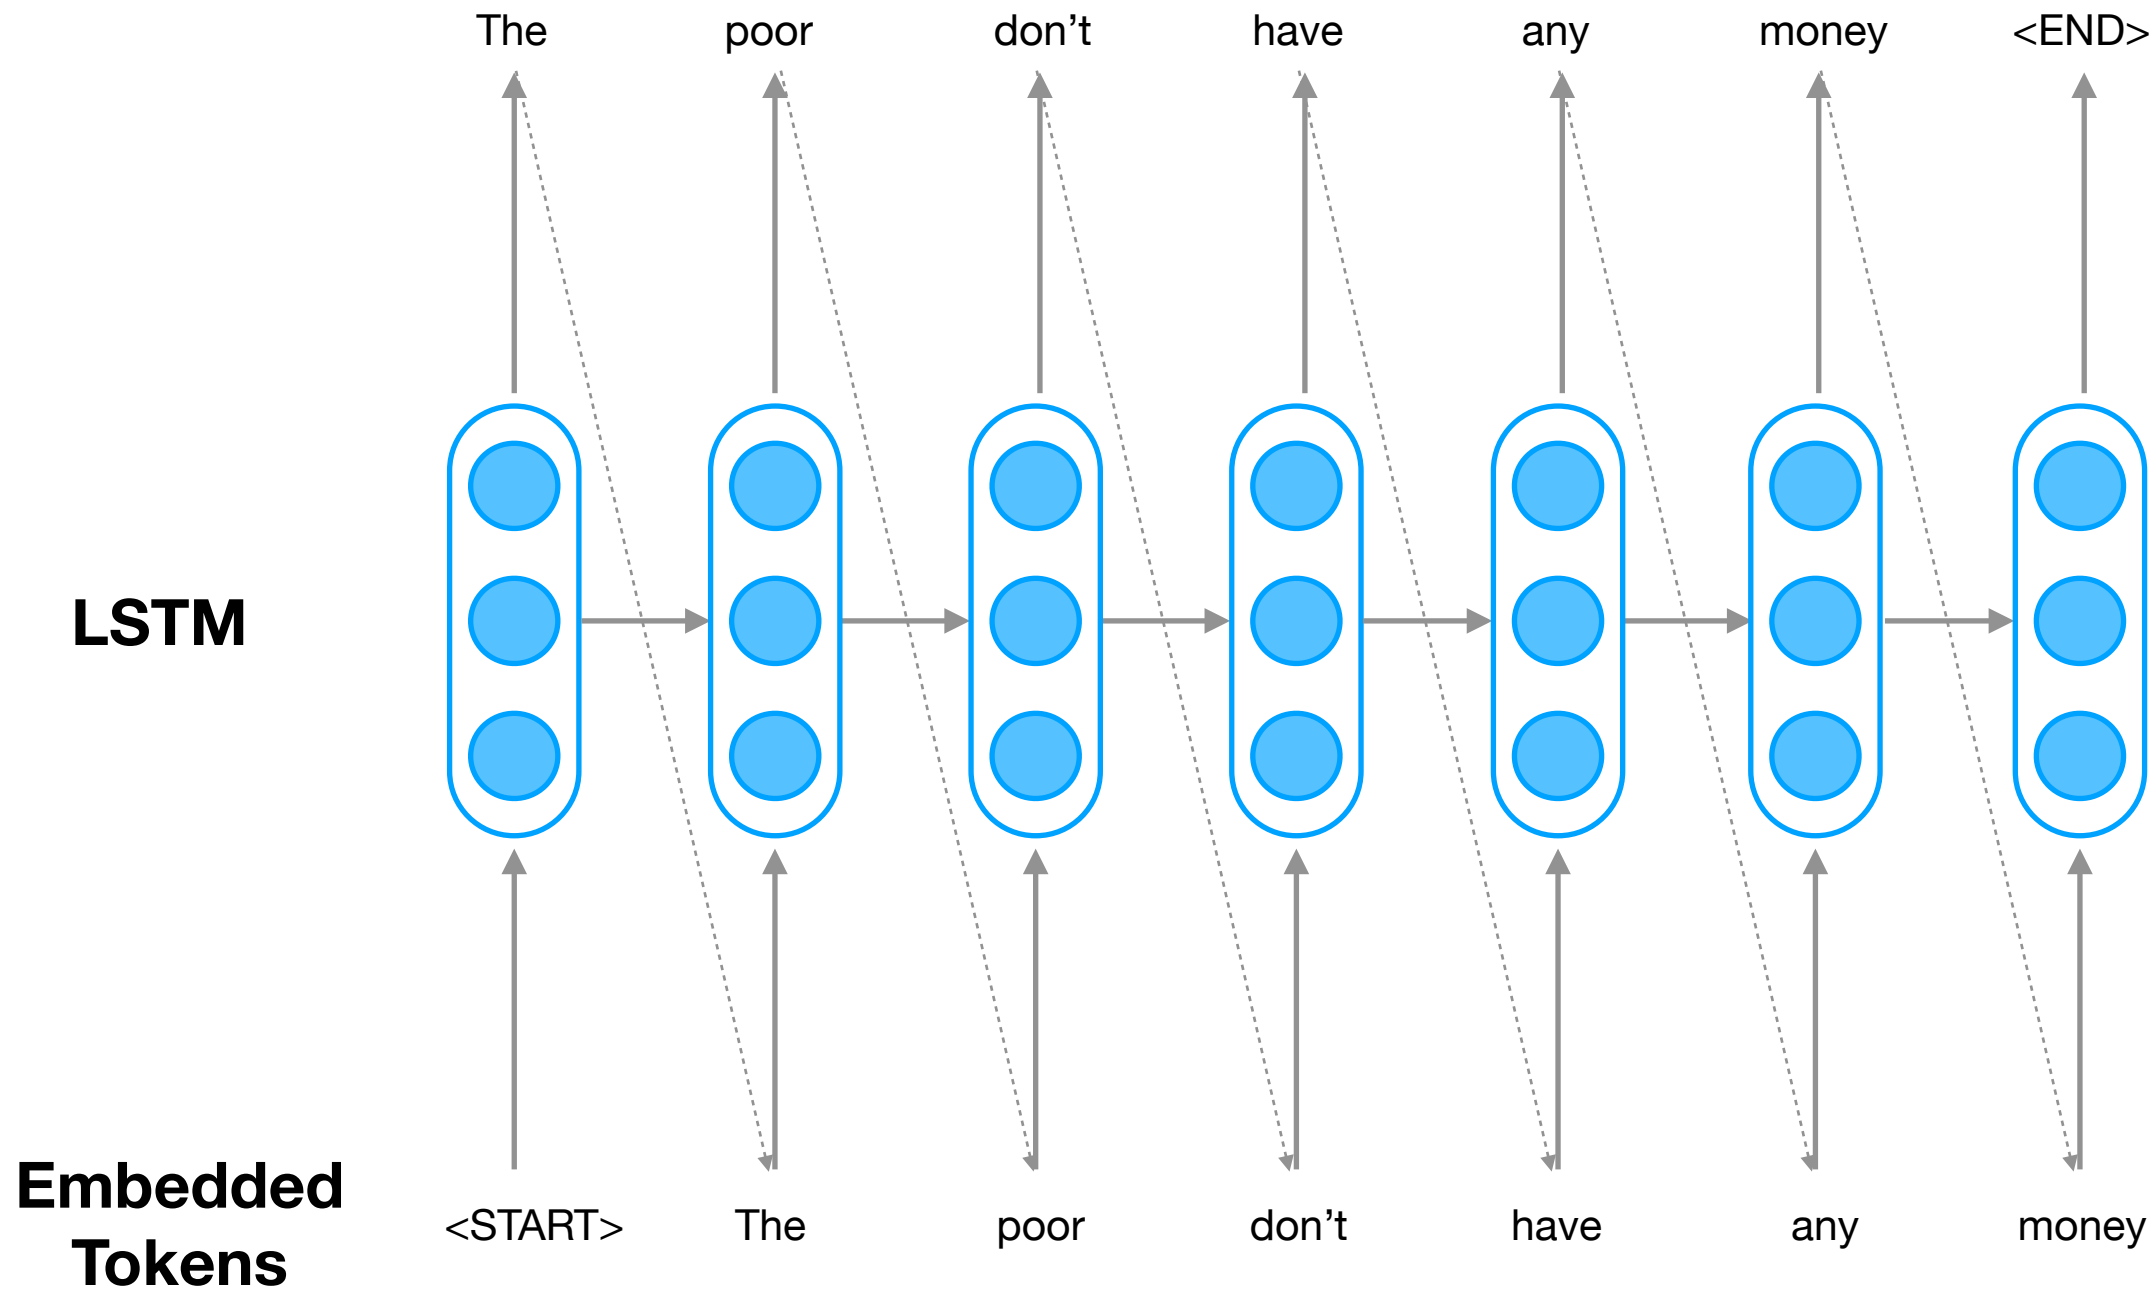 The poor don’t have any money <END>
LSTM
Embedded
Tokens
<START> The poor don’t have any money